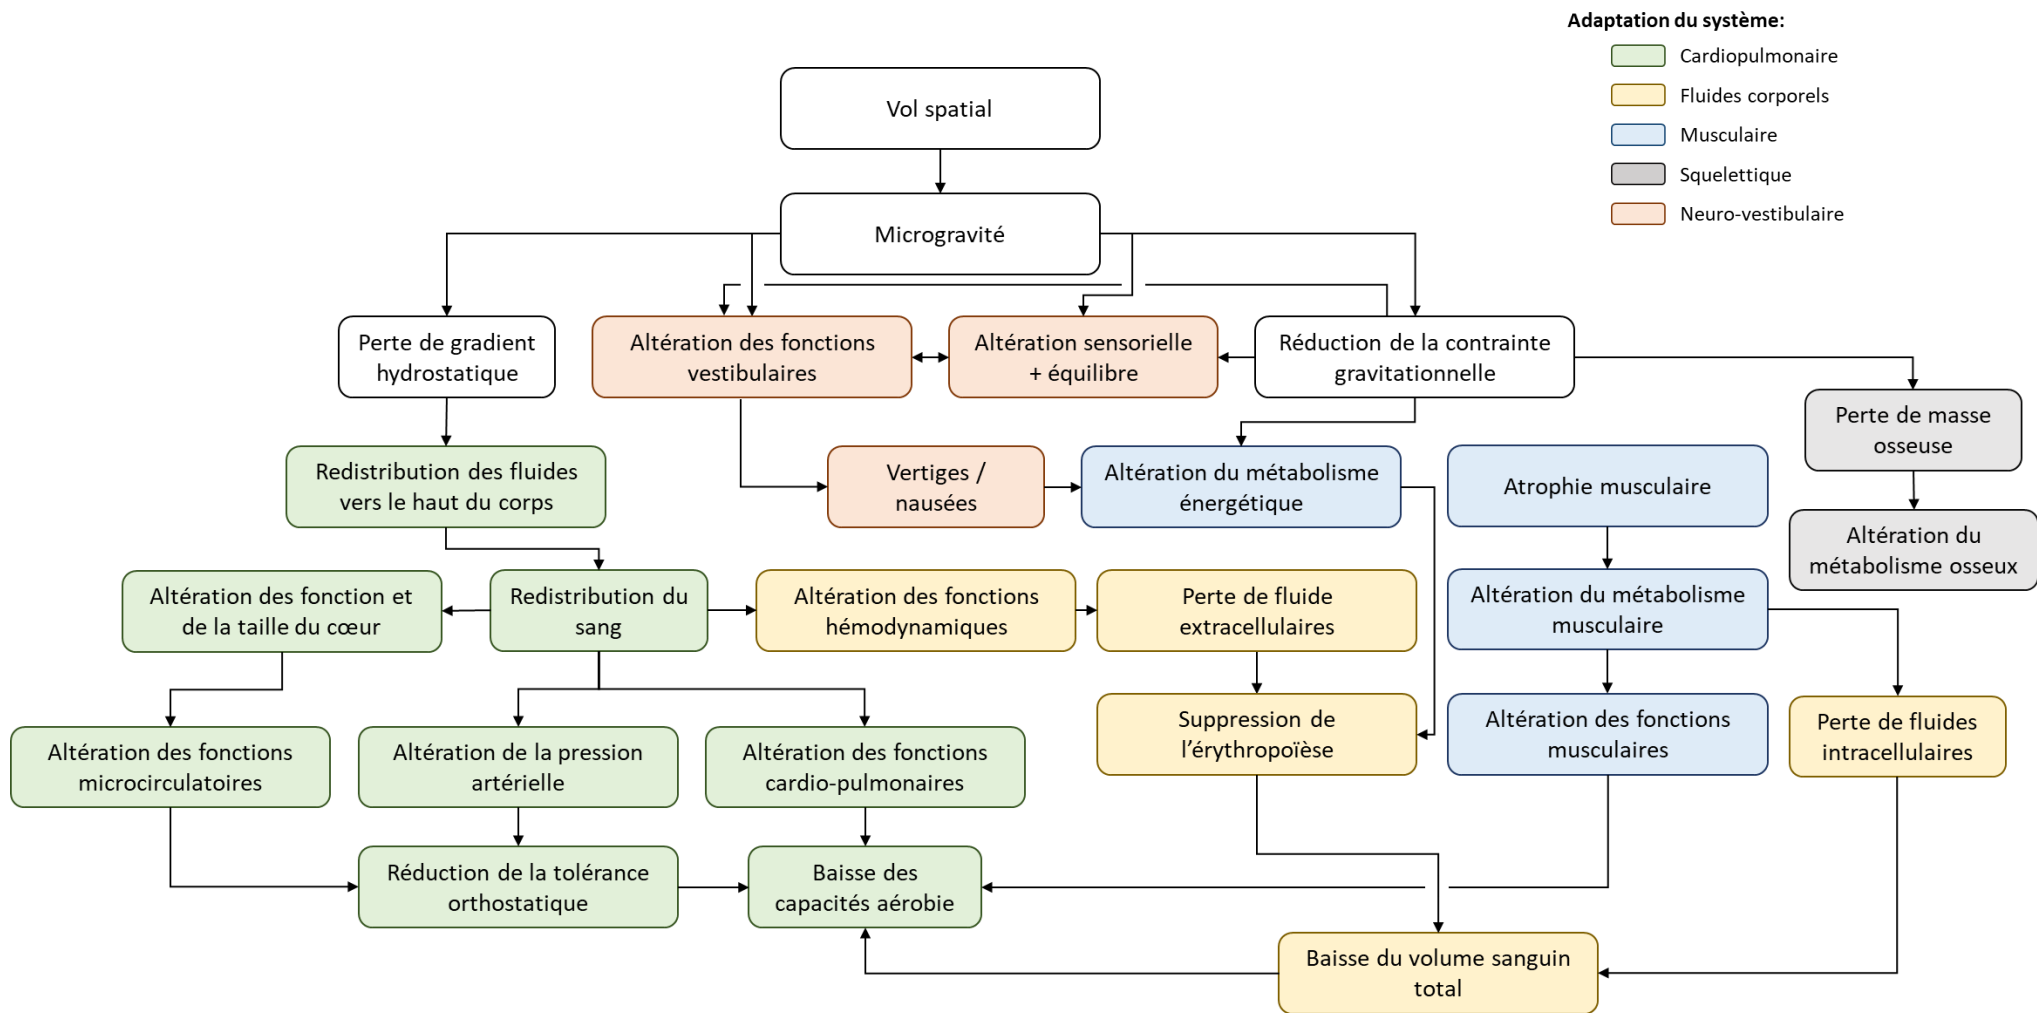 Adaptation du système:
Cardiopulmonaire
Fluides corporels
Musculaire
Squelettique
Neuro-vestibulaire
Vol spatial
Microgravité
Perte de gradient
hydrostatique
Altération des fonctions
vestibulaires
Altération sensorielle
+ équilibre
Réduction de la contrainte
gravitationnelle
Perte de masse
osseuse
Redistribution des fluides
vers le haut du corps
Vertiges /
nausées
Altération du métabolisme
énergétique
Atrophie musculaire
Altération du
métabolisme osseux
Altération des fonction et
de la taille du cœur
Redistribution du
sang
Altération des fonctions
hémodynamiques
Perte de fluide
extracellulaires
Altération du métabolisme
musculaire
Altération des fonctions
microcirculatoires
Altération de la pression
artérielle
Altération des fonctions
cardio-pulmonaires
Suppression de
l’érythropoïèse
Altération des fonctions
musculaires
Perte de fluides
intracellulaires
Réduction de la tolérance
orthostatique
Baisse des
capacités aérobie
Baisse du volume sanguin
total